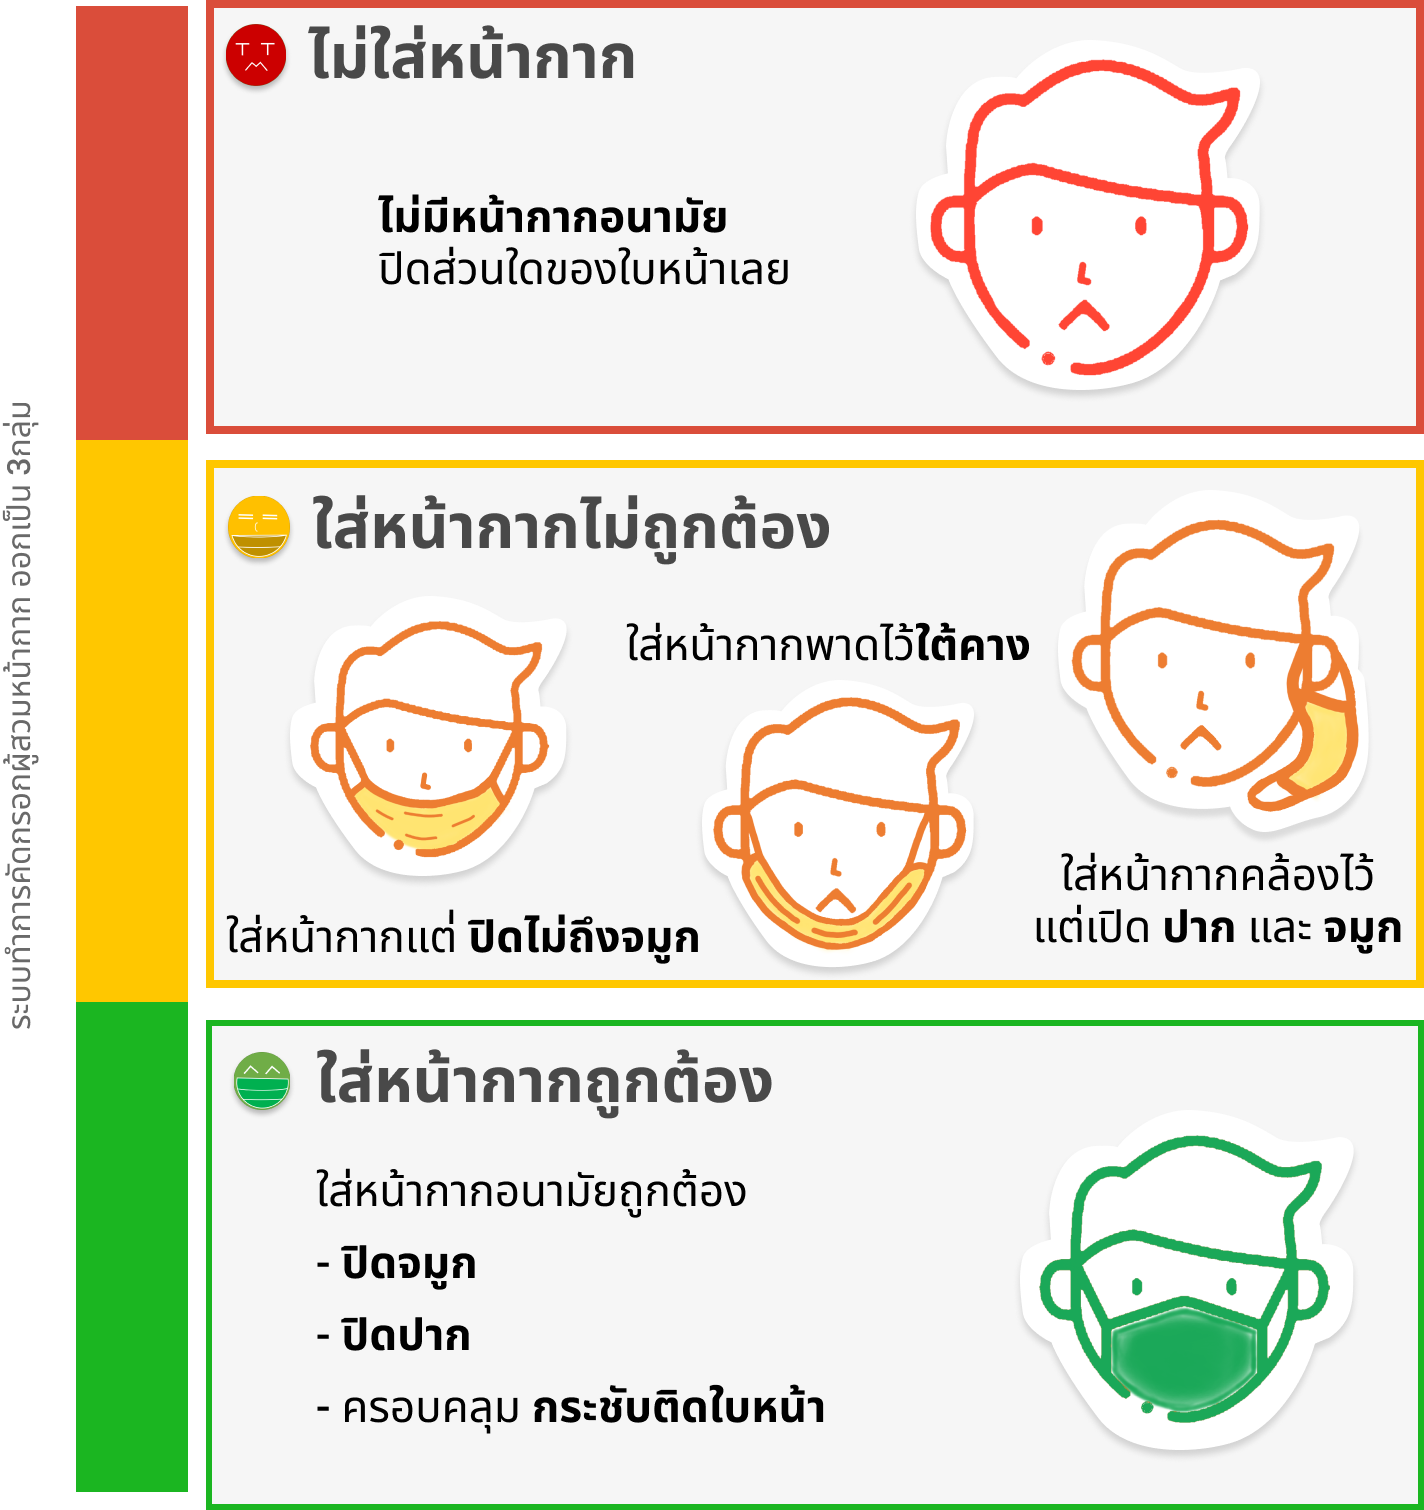 ระบบทำการคัดกรอกผู้สวมหน้ากาก ออกเป็น 3กลุ่ม
ไม่ใส่หน้ากาก
ไม่มีหน้ากากอนามัย
ปิดส่วนใดของใบหน้าเลย
ใส่หน้ากากไม่ถูกต้อง
ใส่หน้ากากพาดไว้ใต้คาง
ใส่หน้ากากแต่ ปิดไม่ถึงจมูก
ใส่หน้ากากคล้องไว้
แต่เปิด ปาก และ จมูก
ใส่หน้ากากถูกต้อง
ใส่หน้ากากอนามัยถูกต้อง
- ปิดจมูก
- ปิดปาก
- ครอบคลุม กระชับติดใบหน้า